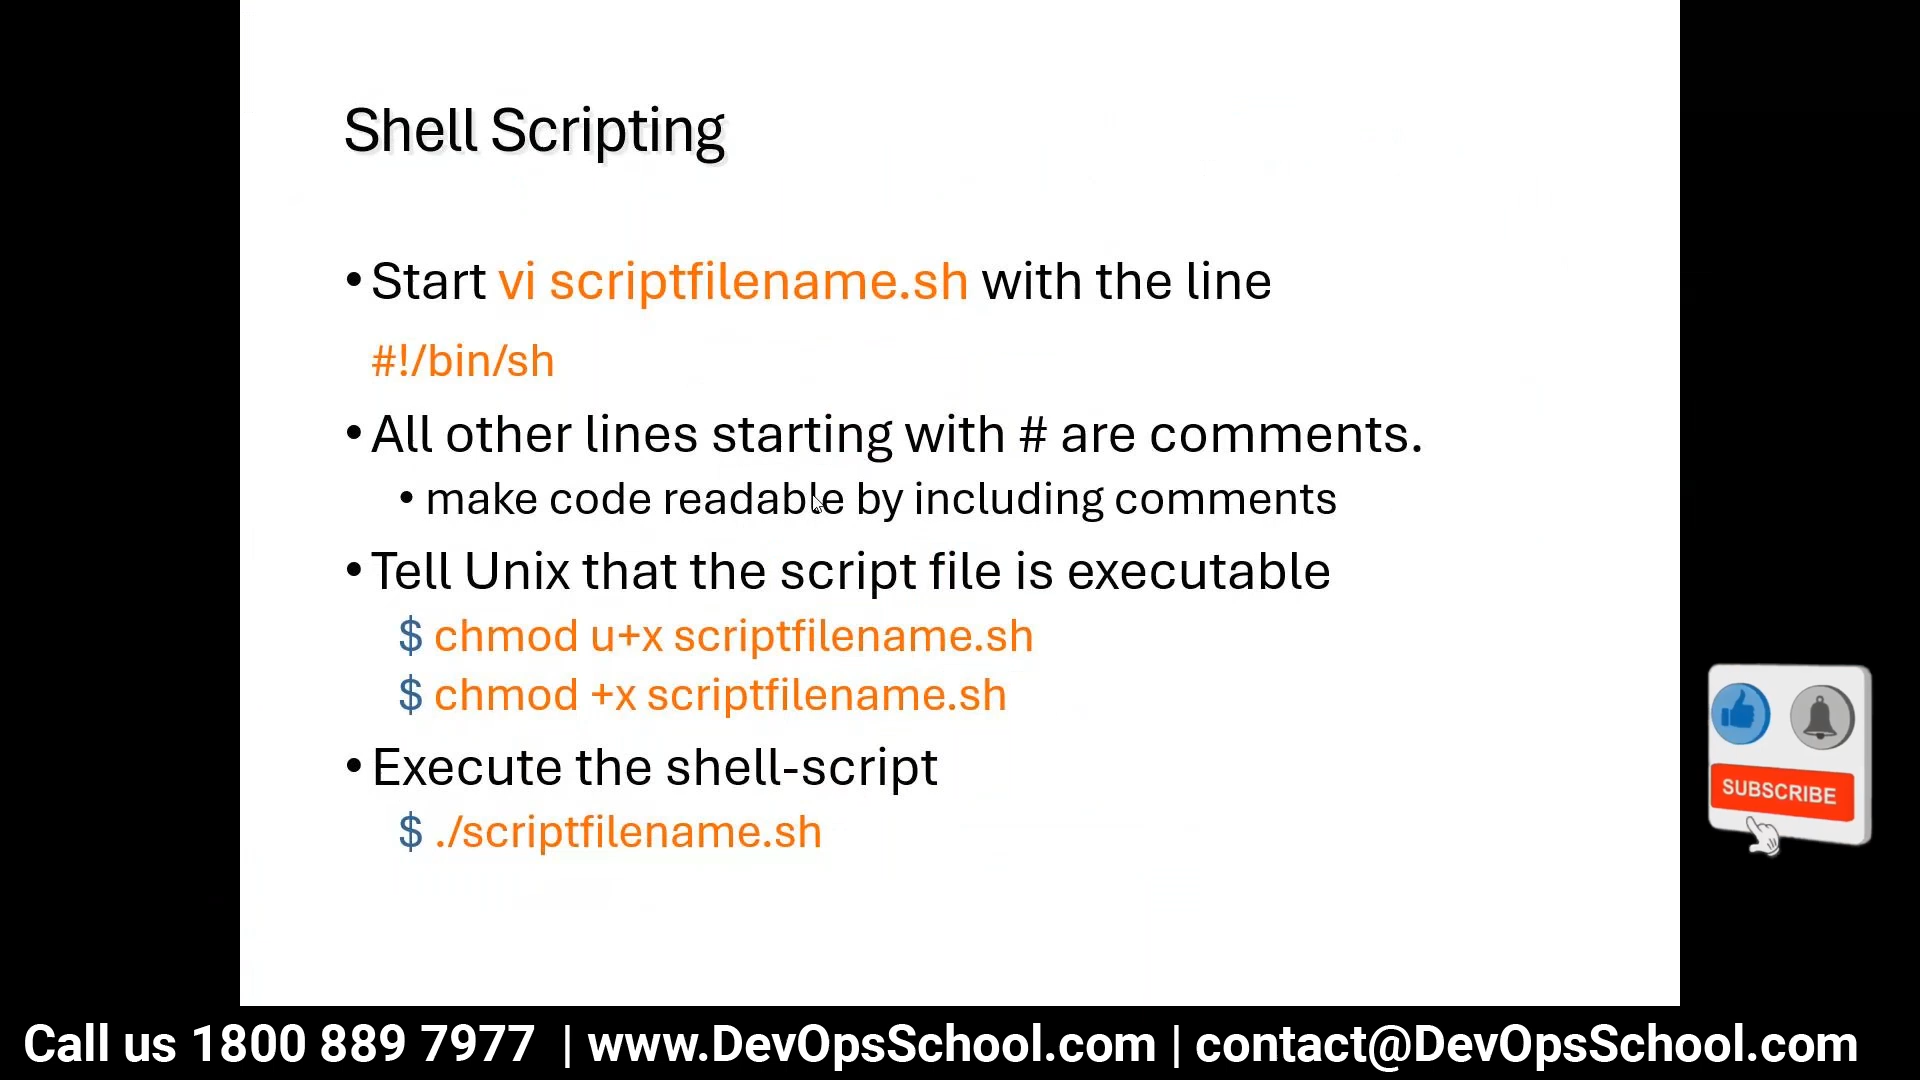 Shell Scripting
• Start vi scriptfilename.sh with the line
#!/bin/sh
• All other lines starting with # are comments.
• make code readable by including comments
• Tell Unix that the script file is executable
$ chmod u+x scriptfilename.sh
$ chmod +x scriptfilename.sh
• Execute the shell-script
$ ./scriptfilename.sh
SUBSCRIBE
Call us 1800 889 7977 | www.DevOpsSchool.com | contact@DevOpsSchool.com